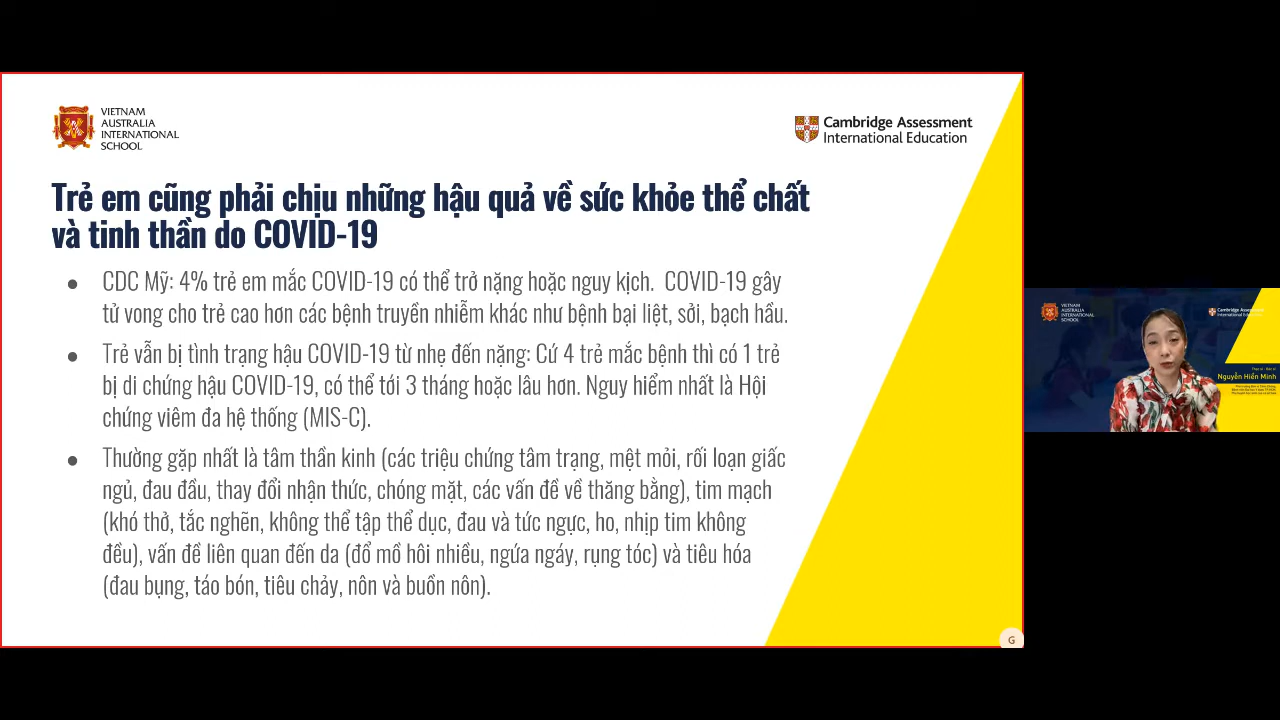 VIETNAM
AUSTRALIA
INTERNATIONAL
SCHOOL
Cambridge Assessment
International Education
Trẻ em cũng phải chịu những hậu quả về sức khỏe thể chất
và tinh thần do COVID-19
● CDC Mỹ: 4% trẻ em mắc COVID-19 có thể trở nặng hoặc nguy kịch. COVID-19 gây
tử vong cho trẻ cao hơn các bệnh truyền nhiễm khác như bệnh bại liệt, sởi, bạch hầu.
● Trẻ vẫn bị tình trạng hậu COVID-19 từ nhẹ đến nặng: Cứ 4 trẻ mắc bệnh thì có 1 trẻ
bị di chứng hậu COVID-19, có thể tới 3 tháng hoặc lâu hơn. Nguy hiểm nhất là Hội
chứng viêm đa hệ thống (MIS-C).
● Thường gặp nhất là tâm thần kinh (các triệu chứng tâm trạng, mệt mỏi, rối loạn giấc
ngủ, đau đầu, thay đổi nhận thức, chóng mặt, các vấn đề về thăng bằng), tim mạch
(khó thở, tắc nghẽn, không thể tập thể dục, đau và tức ngực, ho, nhịp tim không
đều), vấn đề liên quan đến da (đổ mồ hôi nhiều, ngứa ngáy, rụng tóc) và tiêu hóa
(đau bụng, táo bón, tiêu chảy, nôn và buồn nôn).
G
VIETNAM
AUSTRALIA
INTERNATIONAL
SCHOOL
Cambridge
International
Nguyễn Hiền Minh